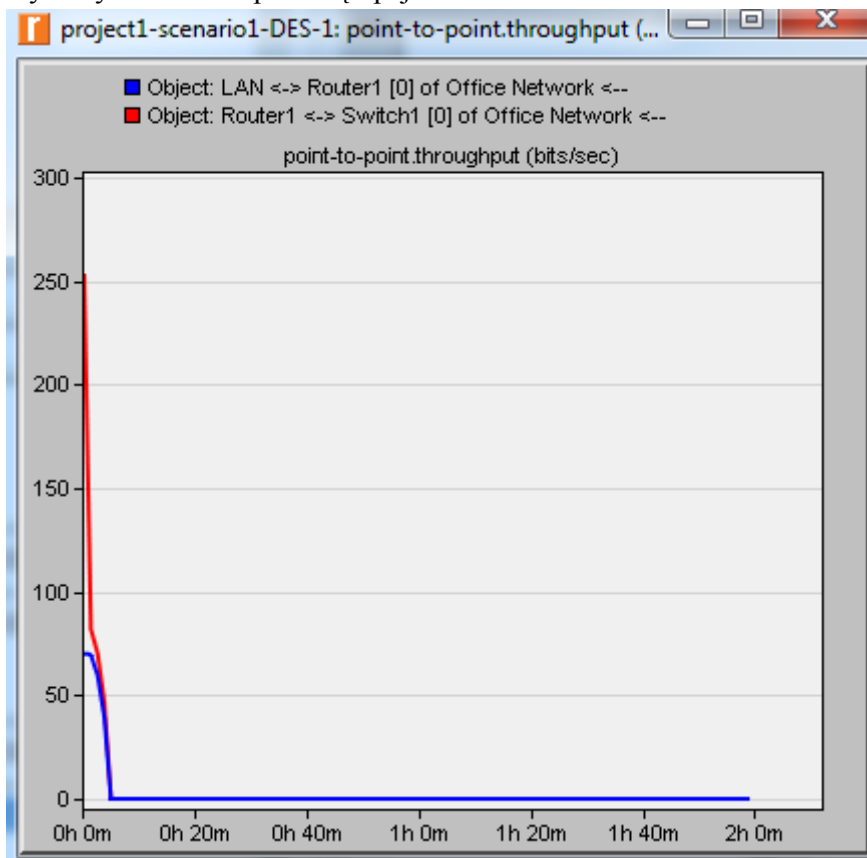 project1-scenario1-DES-1: point-to-point.throughput (...
Object: LAN <-> Router1 [0] of Office Network <--
Object: Router1 <-> Switch1 [0] of Office Network <--
point-to-point.throughput (bits/sec)
300
250
200
150
100
50
0
0h 0m 0h 20m 0h 40m 1h 0m 1h 20m 1h 40m 2h 0m